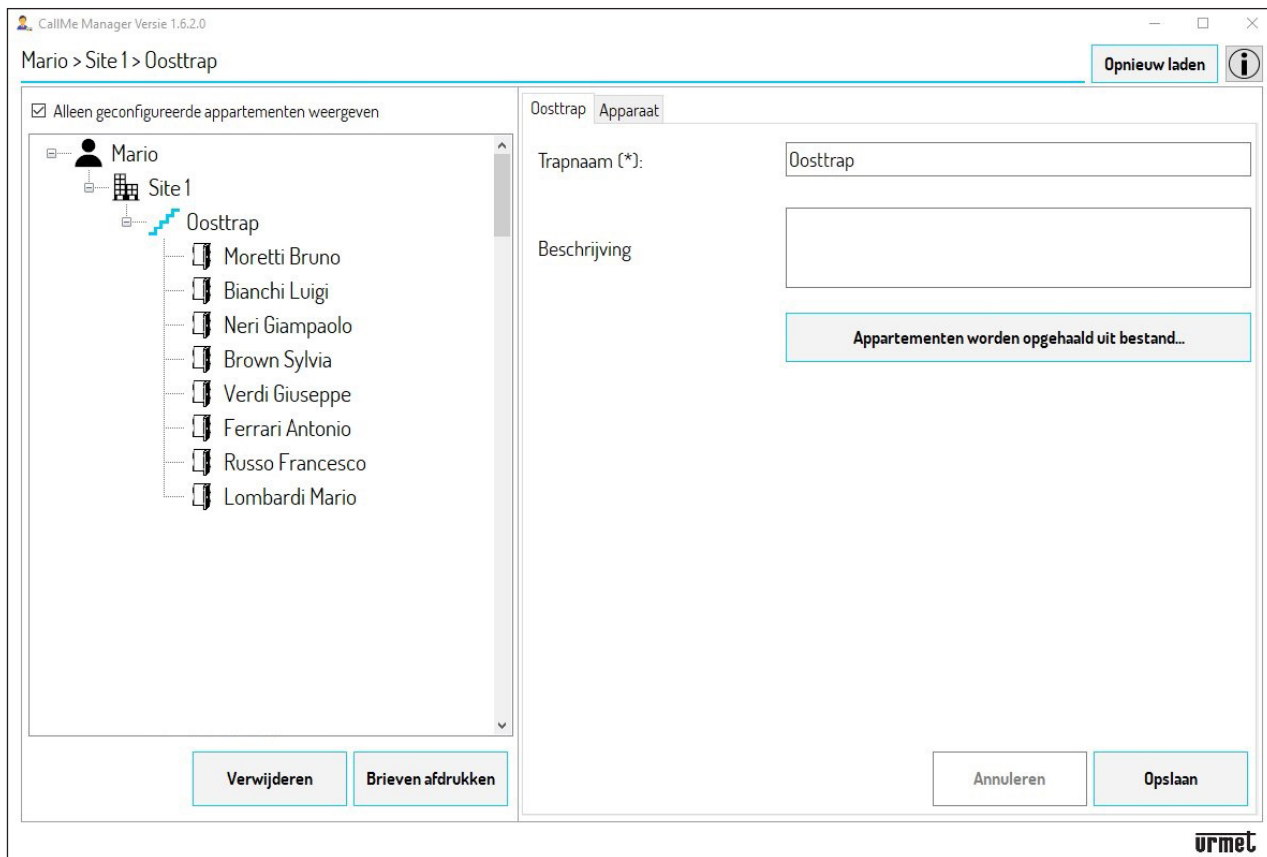 CallMe Manager Versie 1.6.2.0
Mario > Site 1 > Oosttrap
Opnieuw laden
Alleen geconfigureerde appartementen weergeven
Mario
Site 1
Oosttrap
Moretti Bruno
Bianchi Luigi
Neri Giampaolo
Brown Sylvia
Verdi Giuseppe
Ferrari Antonio
Russo Francesco
Lombardi Mario
Verwijderen
Brieven afdrukken
Oosttrap
Apparaat
Trapnaam (*):
Oosttrap
Beschrijving
Appartementen worden opgehaald uit bestand...
Annuleren
Opslaan
urmet